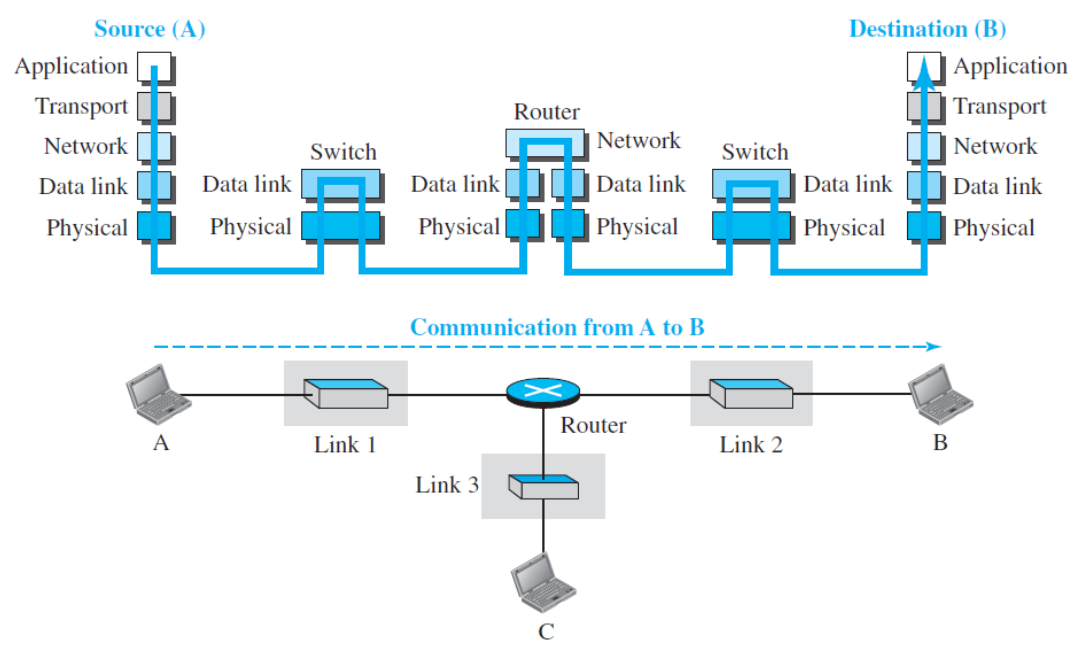 Source (A)
Destination (B)
Application
Transport
Network
Data link
Physical
Switch
Data link
Physical
Router
Network
Data link
Data link
Physical
Physical
Switch
Data link
Physical
Application
Transport
Network
Data link
Physical
Communication from A to B
A
Link 1
Router
Link 2
B
Link 3
C